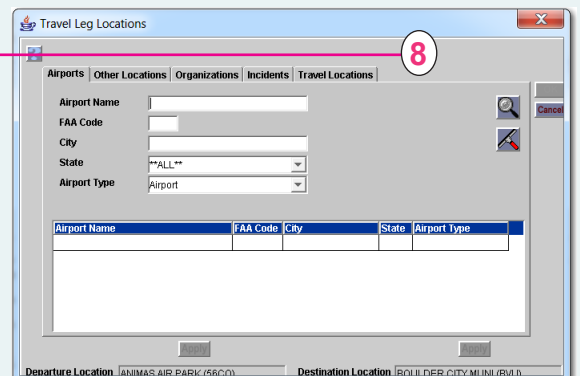 Travel Leg Locations
8
Airports Other Locations Organizations Incidents Travel Locations
Airport Name
FAA Code
City
State **ALL**
Airport Type Airport
Cancel
Airport Name FAA Code City State Airport Type
Apply Apply
Departure Location ANIMAS AIR PARK (56CO) Destination Location BOULDER CITY MUNI (BVU)